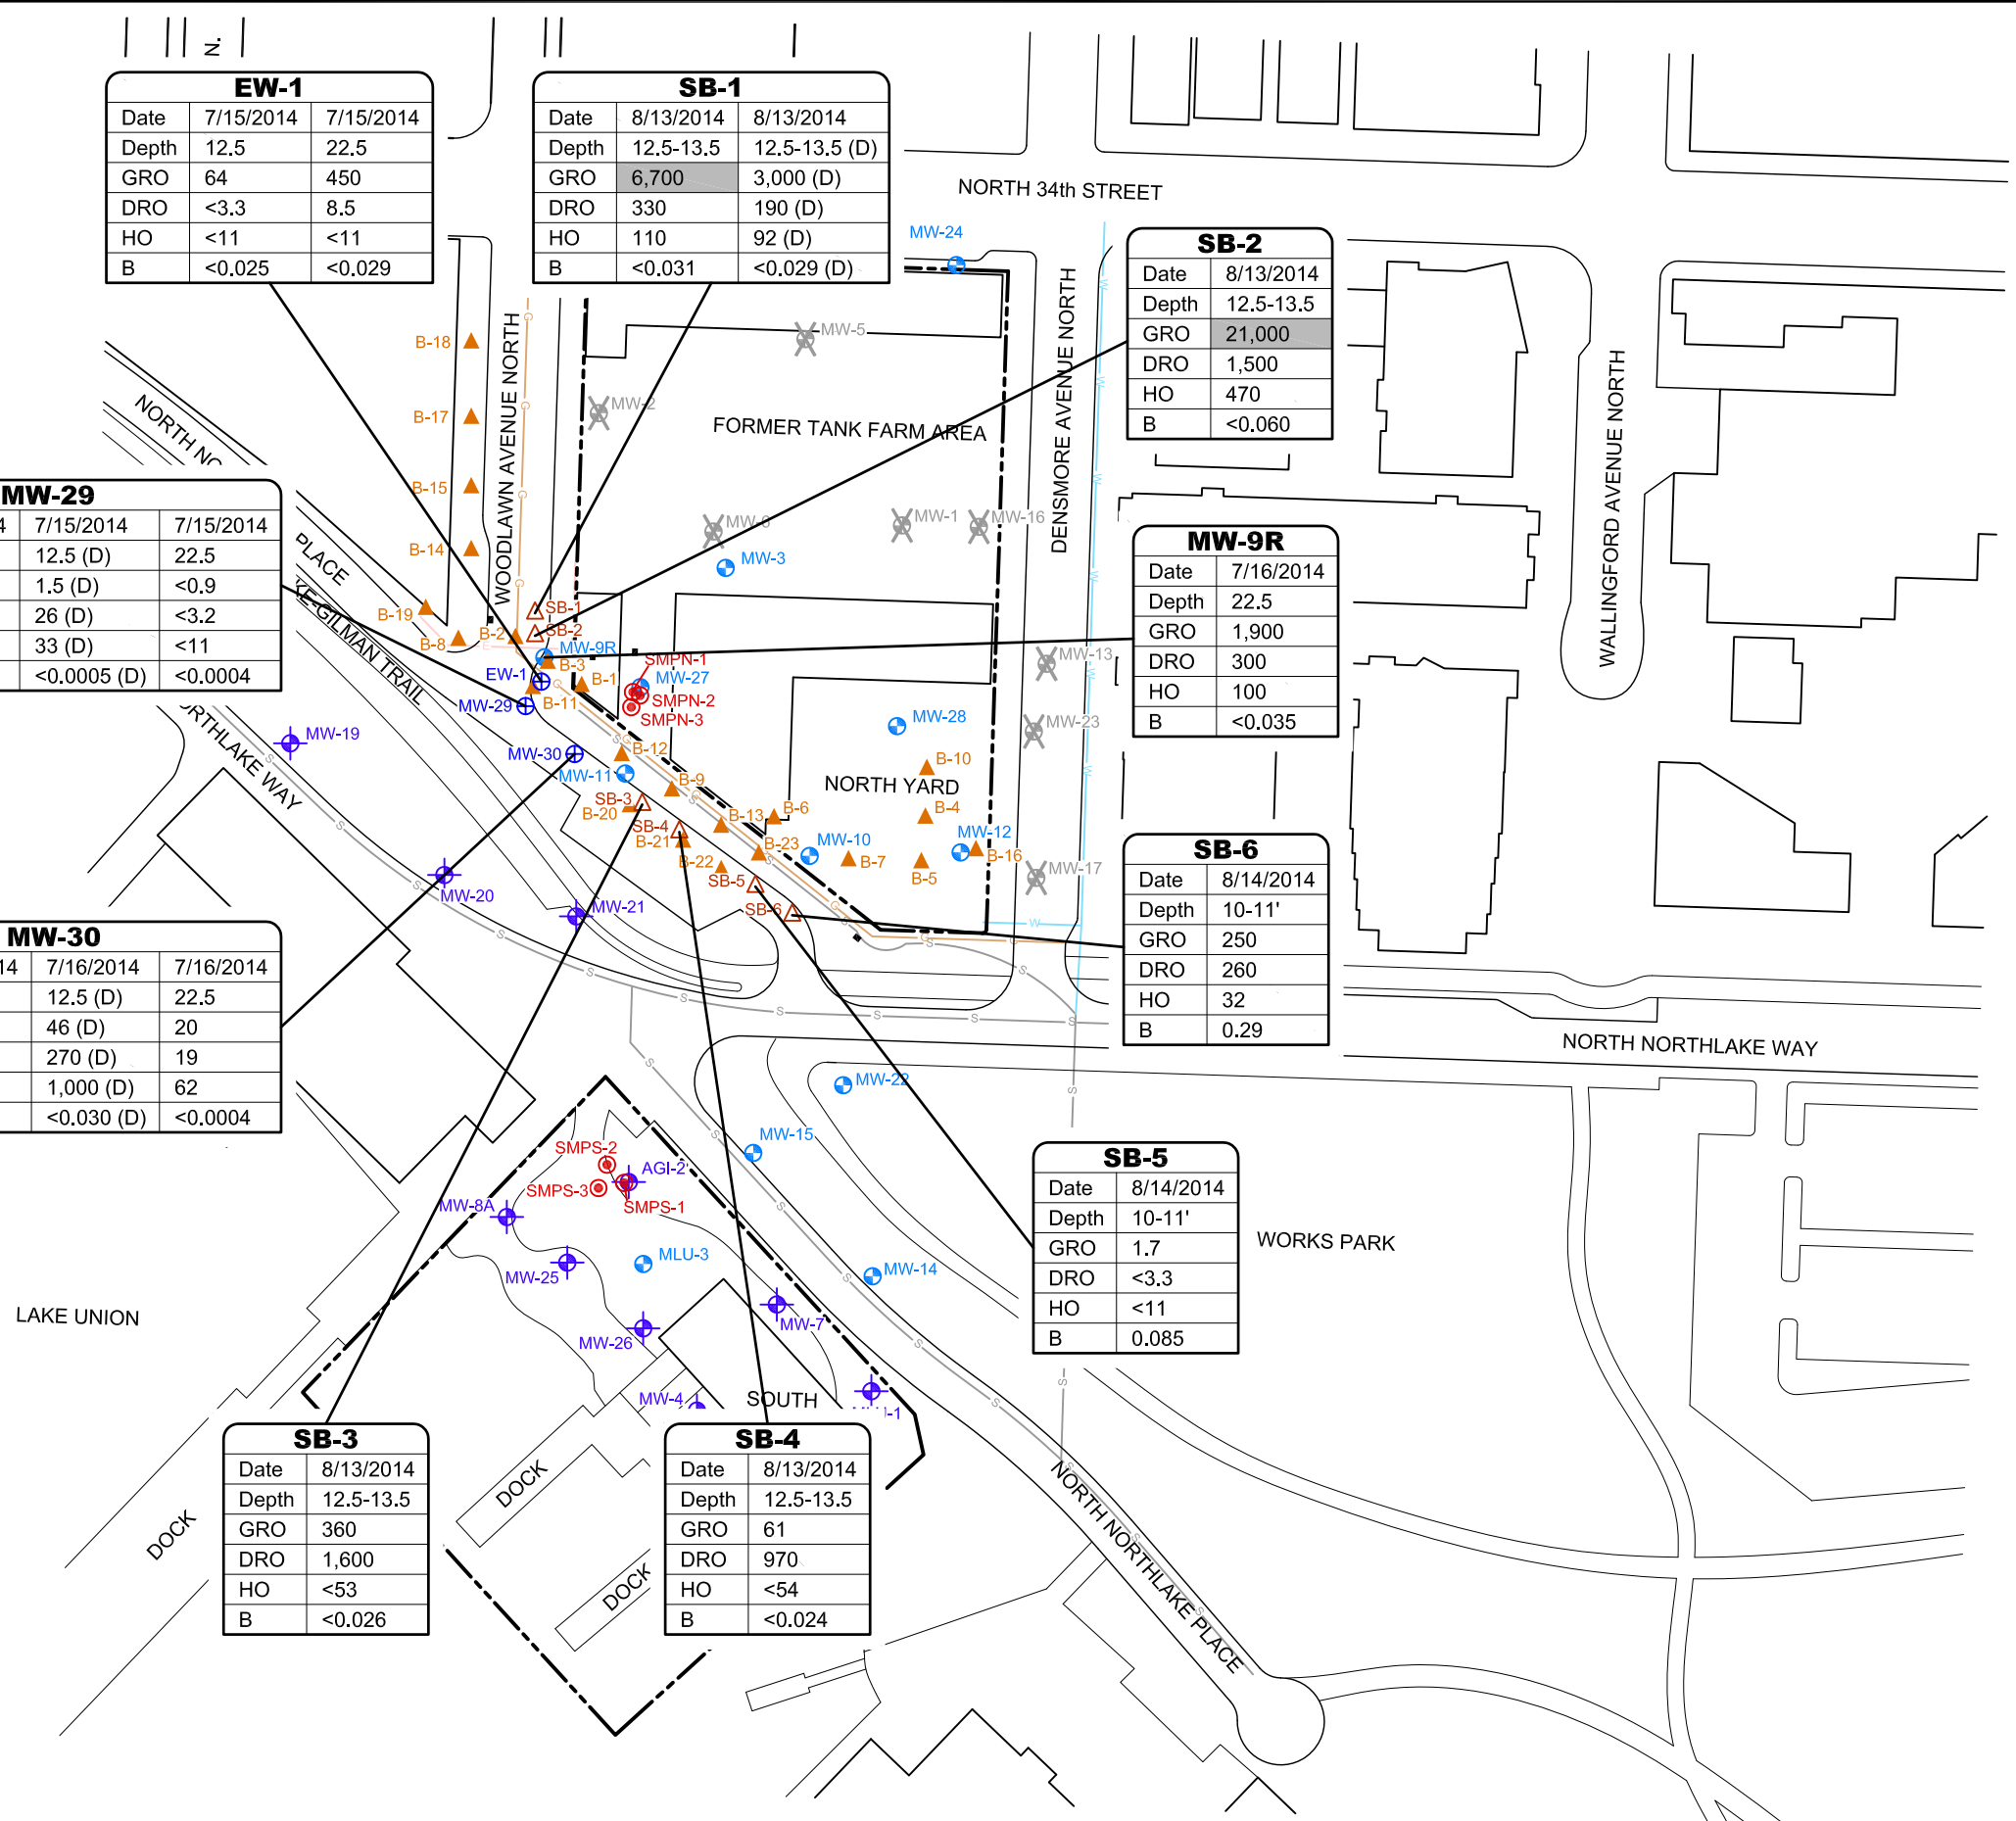 N.
EW-1
Date 7/15/2014 7/15/2014
Depth 12.5 22.5
GRO 64 450
DRO <3.3 8.5
HO <11 <11
B <0.025 <0.029
SB-1
Date 8/13/2014 8/13/2014
Depth 12.5-13.5 12.5-13.5 (D)
GRO 6,700 3,000 (D)
DRO 330 190 (D)
HO 110 92 (D)
B <0.031 <0.029 (D)
NORTH 34th STREET
MW-24
SB-2
Date 8/13/2014
Depth 12.5-13.5
GRO 21,000
DRO 1,500
HO 470
B <0.060
B-18
MW-5
B-17
MW-2
FORMER TANK FARM AREA
WOODLAWN AVENUE NORTH
DENSMORE AVENUE NORTH
WALLINGFORD AVENUE NORTH
NORTH NO
PLACE
KE-GILMAN TRAIL
B-15
MW-6
MW-1
MW-16
B-14
MW-3
MW-29
4 7/15/2014 7/15/2014
12.5 (D) 22.5
1.5 (D) <0.9
26 (D) <3.2
33 (D) <11
<0.0005 (D) <0.0004
MW-9R
Date 7/16/2014
Depth 22.5
GRO 1,900
DRO 300
HO 100
B <0.035
B-19
SB-1
B-8
B-2
SB-2
MW-9R
B-3
SMPN-1
MW-13
EW-1
B-1
MW-27
B-11
SMPN-2
MW-29
SMPN-3
MW-28
MW-23
MW-19
MW-30
B-12
B-10
MW-11
NORTH YARD
B-9
SB-3
B-20
B-6
B-4
SB-4
B-13
B-21
B-23
MW-10
MW-12
B-22
B-7
B-16
B-5
SB-5
MW-17
MW-20
MW-21
SB-6
ORTHLAKE WAY
SB-6
Date 8/14/2014
Depth 10-11'
GRO 250
DRO 260
HO 32
B 0.29
MW-30
14 7/16/2014 7/16/2014
12.5 (D) 22.5
46 (D) 20
270 (D) 19
1,000 (D) 62
<0.030 (D) <0.0004
NORTH NORTHLAKE WAY
MW-22
MW-15
SMPS-2
AGI-2
SMPS-3
SMPS-1
MW-8A
MW-25
MLU-3
MW-14
SB-5
Date 8/14/2014
Depth 10-11'
GRO 1.7
DRO <3.3
HO <11
B 0.085
WORKS PARK
LAKE UNION
MW-7
MW-26
MW-4
SOUTH
SB-3
Date 8/13/2014
Depth 12.5-13.5
GRO 360
DRO 1,600
HO <53
B <0.026
SB-4
Date 8/13/2014
Depth 12.5-13.5
GRO 61
DRO 970
HO <54
B <0.024
DOCK
DOCK
DOCK
NORTH NORTHLAKE PLACE